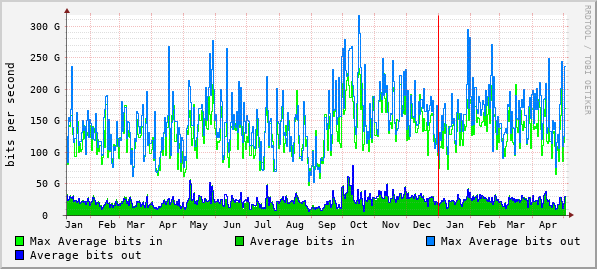 RRDTOOL / TOBI OETIKER
bits per second
300 G
250 G
200 G
150 G
100 G
50 G
0
Jan Feb Mar Apr May Jun Jul Aug Sep Oct Nov Dec Jan Feb Mar Apr
Max Average bits in Average bits in Max Average bits out
Average bits out